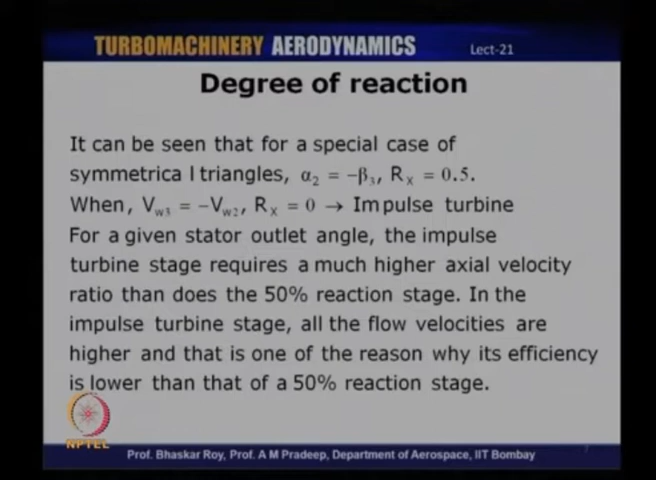 TURBOMACHINERY AERODYNAMICS Lect-21
Degree of reaction
It can be seen that for a special case of
symmetrica l triangles, α₂ = -β₃, Rₓ = 0.5.
When, V_w3 = -V_w2, Rₓ = 0 → Im pulse turbine
For a given stator outlet angle, the impulse
turbine stage requires a much higher axial velocity
ratio than does the 50% reaction stage. In the
impulse turbine stage, all the flow velocities are
higher and that is one of the reason why its efficiency
is lower than that of a 50% reaction stage.
NPTEL
Prof. Bhaskar Roy, Prof. A M Pradeep, Department of Aerospace, IIT Bombay